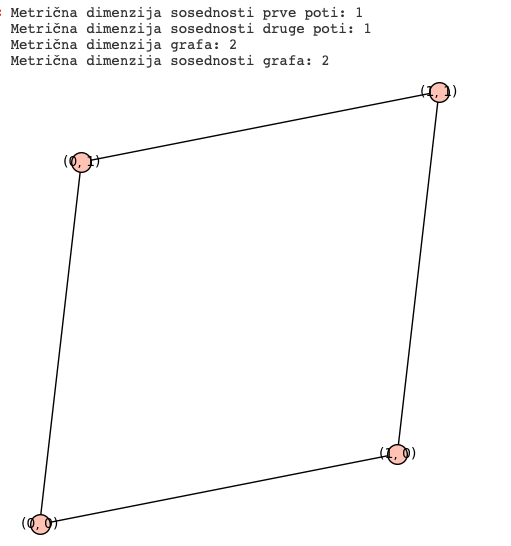 Metrična dimenzija sosednosti prve poti: 1
Metrična dimenzija sosednosti druge poti: 1
Metrična dimenzija grafa: 2
Metrična dimenzija sosednosti grafa: 2
(1, 1)
(0, 1)
(1, 0)
(0, 0)